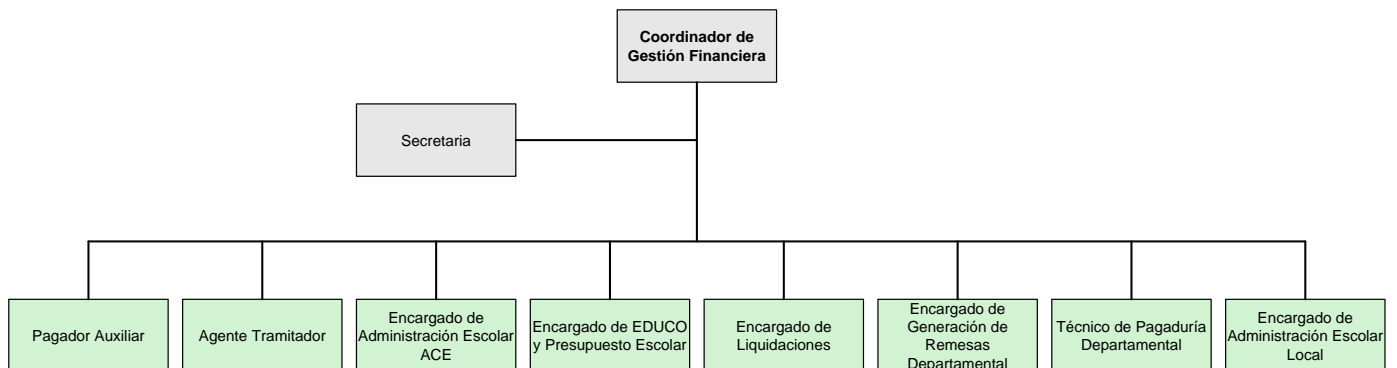 Coordinador de
Gestión Financiera
Secretaria
Pagador Auxiliar
Agente Tramitador
Encargado de
Administración Escolar
ACE
Encargado de EDUCO
y Presupuesto Escolar
Encargado de
Liquidaciones
Encargado de
Generación de
Remesas
Departamental
Técnico de Pagaduría
Departamental
Encargado de
Administración Escolar
Local